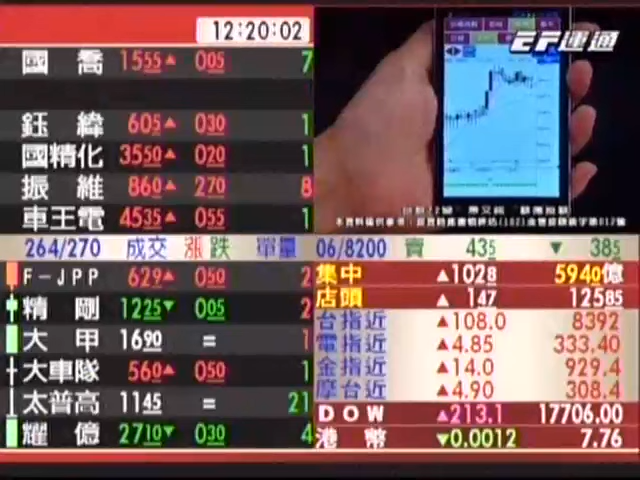 12:20:02
EF運通
國喬 1555▲ 005 7
鈺緯 605▲ 030 1
國精化 3550▲ 020 1
振維 860▲ 270 8
車王電 4535▲ 055 1
264/270 成交 漲跌 單量 06/8200 賣 435 ▼ 385
F-JPP 629▲ 050 2
精剛 1225▼ 005 2
大甲 1690 = 1
大車隊 560▲ 050 1
太普高 1145 = 21
耀億 2710▼ 030 4
集中 ▲1028 5940億
店頭 ▲ 147 12585
台指近 ▲108.0 8392
電指近 ▲4.85 333.40
金指近 ▲14.0 929.4
摩台近 ▲4.90 308.4
DOW ▲213.1 17706.00
港幣 ▼0.0012 7.76